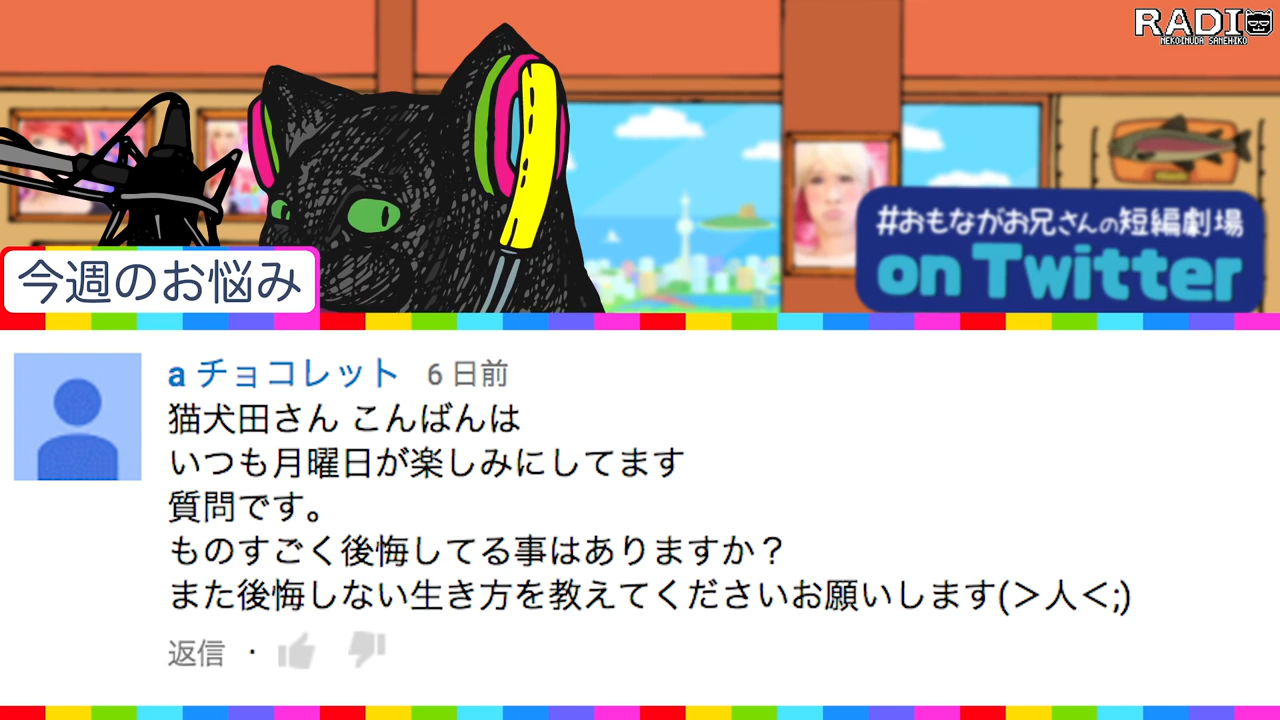 RADIO
NEKOINUDA SANEHIKO
#おもながお兄さんの短編劇場
on Twitter
今週のお悩み
a チョコレット 6 日前
猫犬田さん こんばんは
いつも月曜日が楽しみにしてます
質問です。
ものすごく後悔してる事はありますか？
また後悔しない生き方を教えてくださいお願いします(＞人＜;)
返信 ・